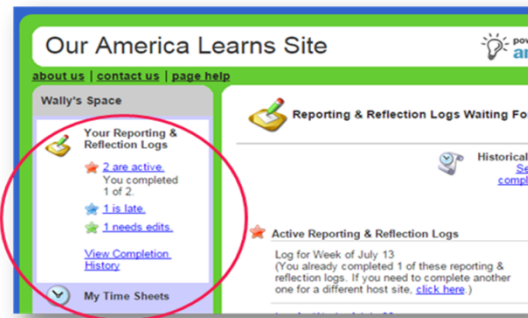 Our America Learns Site
about us | contact us | page help
Wally's Space
Your Reporting &
Reflection Logs
2 are active.
You completed
1 of 2.
1 is late.
1 needs edits.
View Completion
History
My Time Sheets
Reporting & Reflection Logs Waiting
Historical
Active Reporting & Reflection Logs
Log for Week of July 13
(You already completed 1 of these reporting &
reflection logs. If you need to complete another
one for a different host site, click here.)